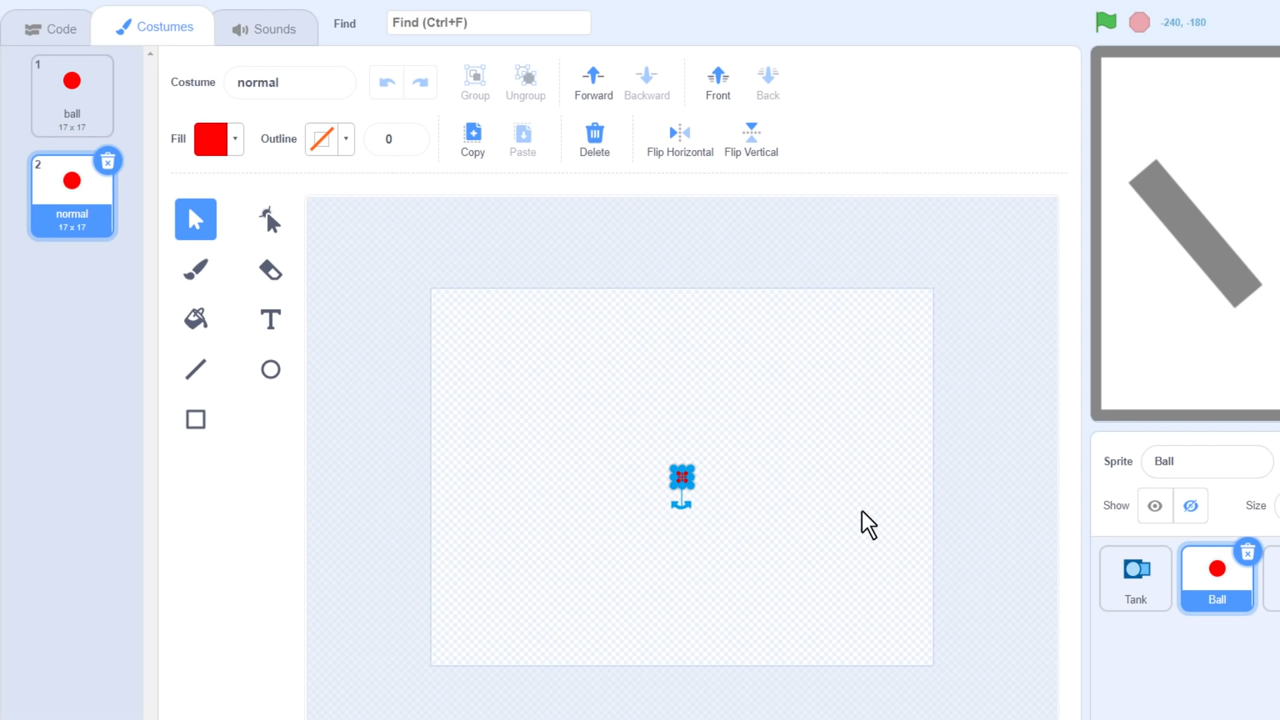 Code
Costumes
Sounds
Find
Find (Ctrl+F)
-240, -180
1
ball
17 x 17
2
normal
17 x 17
Costume
normal
Group
Ungroup
Forward
Backward
Front
Back
Fill
Outline
0
Copy
Paste
Delete
Flip Horizontal
Flip Vertical
T
Sprite
Ball
Show
Size
Tank
Ball